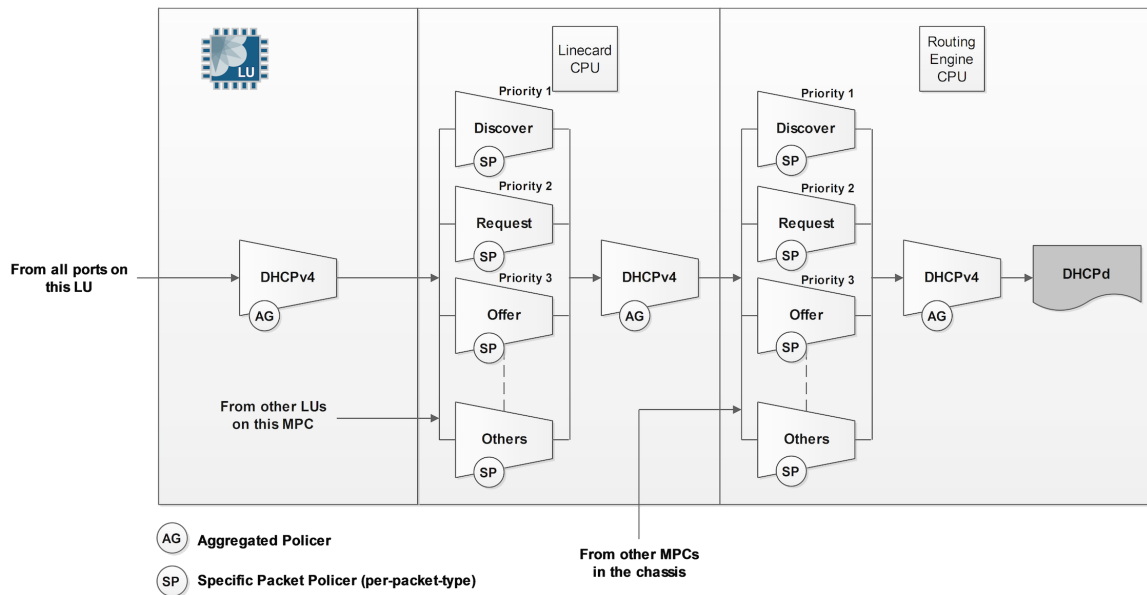 LU
Linecard
CPU
Routing
Engine
CPU
Priority 1
Discover
SP
Priority 2
Request
SP
Priority 3
Offer
SP
Others
SP
Priority 1
Discover
SP
Priority 2
Request
SP
Priority 3
Offer
SP
Others
SP
From all ports on
this LU
DHCPv4
AG
DHCPv4
AG
DHCPv4
AG
DHCPd
From other LUs
on this MPC
AG Aggregated Policer
SP Specific Packet Policer (per-packet-type)
From other MPCs
in the chassis